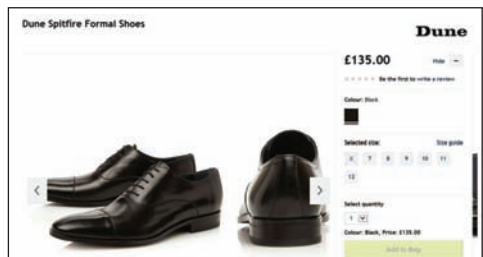 Dune Spitfire Formal Shoes
Dune
£135.00
Hide −
Be the first to write a review
Colour: Black
Selected size: Size guide
7 8 9 10 11
12
Select quantity
1
Colour: Black, Price: £135.00
Add to Bag